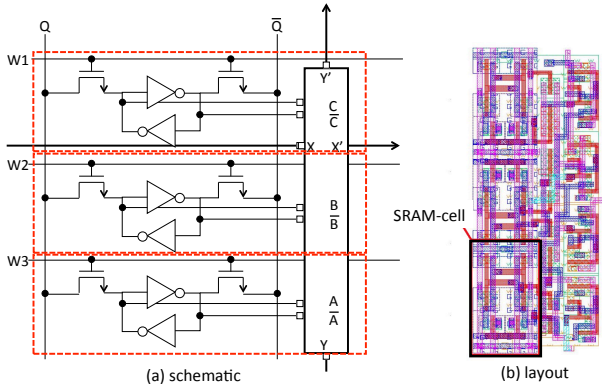 Q Q̅
W1
Y'
C
C̅
X X'
W2
B
B̅
SRAM-cell
W3
A
A̅
Y
(a) schematic
(b) layout